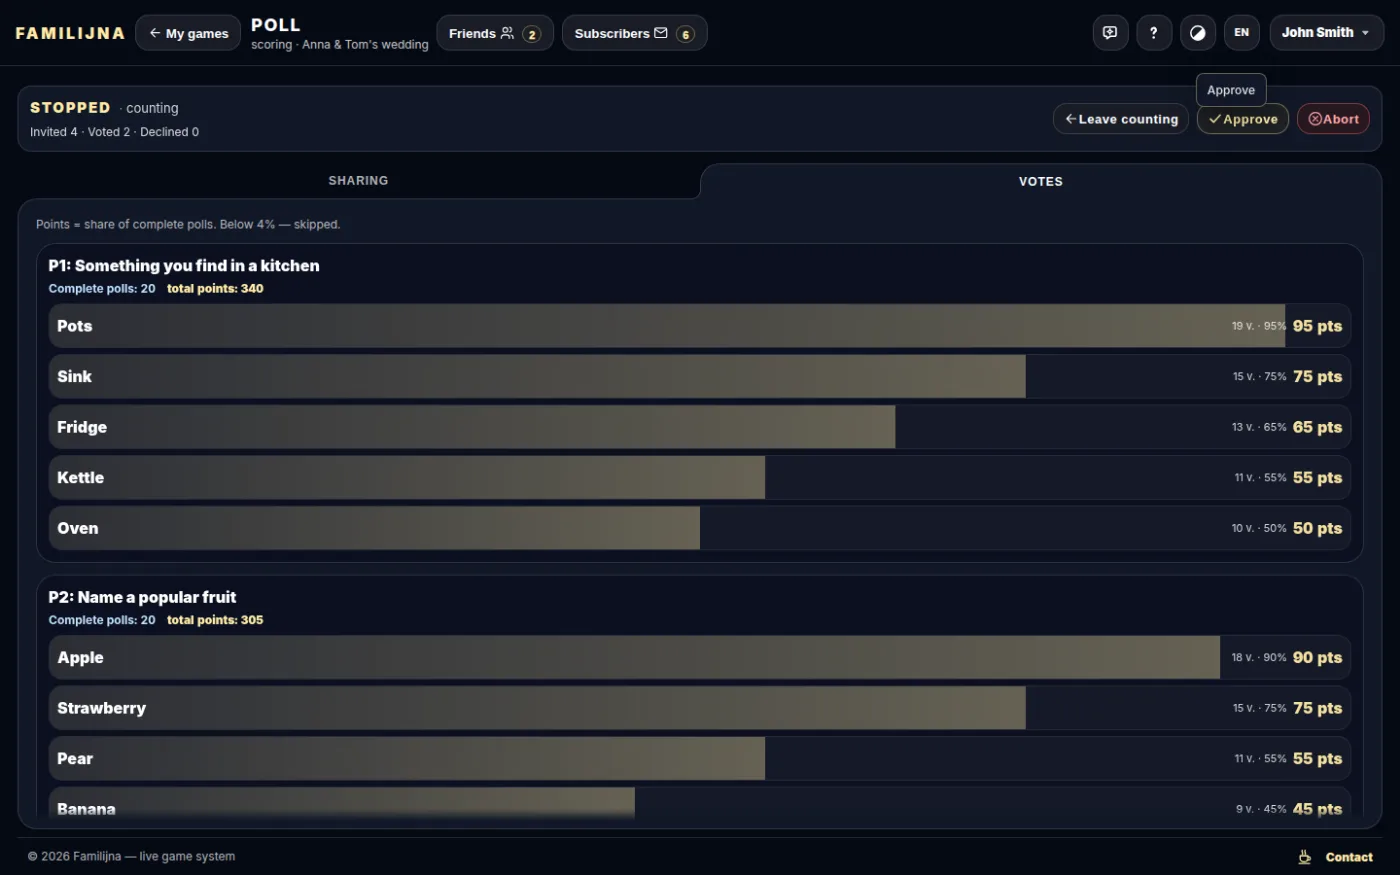 FAMILIJNA
← My games
POLL
scoring · Anna & Tom's wedding
Friends 2
Subscribers 6
?
EN
John Smith
Approve
STOPPED · counting
Invited 4 · Voted 2 · Declined 0
←Leave counting
Approve
Abort
SHARING
VOTES
Points = share of complete polls. Below 4% — skipped.
P1: Something you find in a kitchen
Complete polls: 20 total points: 340
Pots 19 v. · 95% 95 pts
Sink 15 v. · 75% 75 pts
Fridge 13 v. · 65% 65 pts
Kettle 11 v. · 55% 55 pts
Oven 10 v. · 50% 50 pts
P2: Name a popular fruit
Complete polls: 20 total points: 305
Apple 18 v. · 90% 90 pts
Strawberry 15 v. · 75% 75 pts
Pear 11 v. · 55% 55 pts
Banana 9 v. · 45% 45 pts
© 2026 Familijna — live game system
Contact